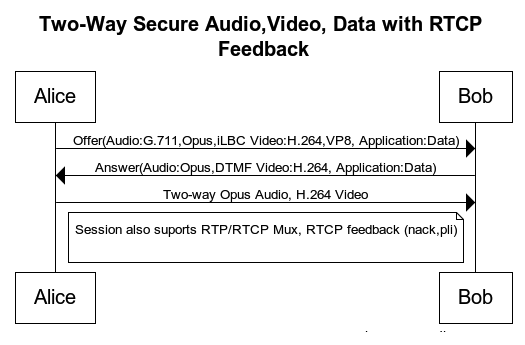 Two-Way Secure Audio,Video, Data with RTCP
Feedback
Alice
Bob
Offer(Audio:G.711,Opus,iLBC Video:H.264,VP8, Application:Data)
Answer(Audio:Opus,DTMF Video:H.264, Application:Data)
Two-way Opus Audio, H.264 Video
Session also suports RTP/RTCP Mux, RTCP feedback (nack,pli)
Alice
Bob